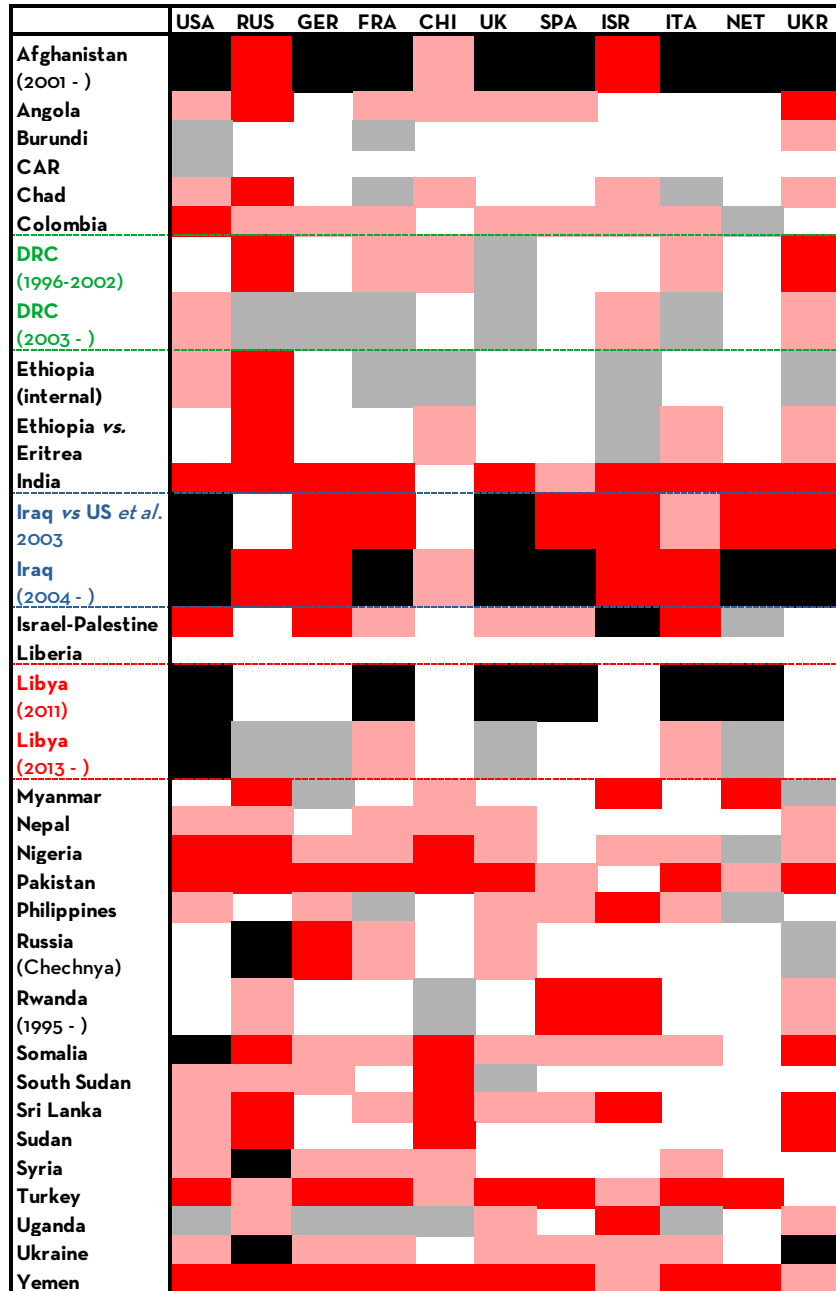 USA RUS GER FRA CHI UK SPA ISR ITA NET UKR
Afghanistan
(2001 - )
Angola
Burundi
CAR
Chad
Colombia
DRC
(1996-2002)
DRC
(2003 - )
Ethiopia
(internal)
Ethiopia vs.
Eritrea
India
Iraq vs US et al.
2003
Iraq
(2004 - )
Israel-Palestine
Liberia
Libya
(2011)
Libya
(2013 - )
Myanmar
Nepal
Nigeria
Pakistan
Philippines
Russia
(Chechnya)
Rwanda
(1995 - )
Somalia
South Sudan
Sri Lanka
Sudan
Syria
Turkey
Uganda
Ukraine
Yemen